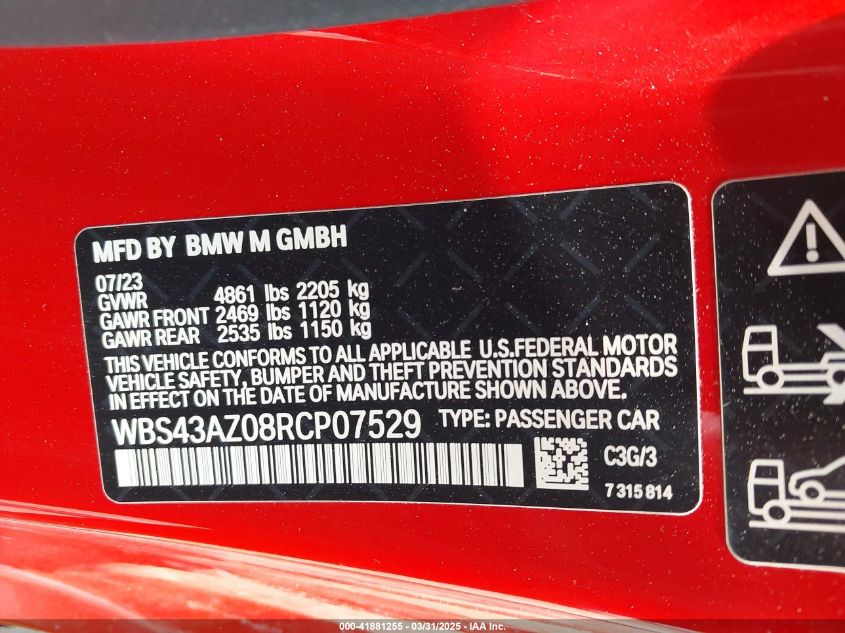 MFD BY BMW M GMBH
07/23
GVWR 4861 lbs 2205 kg
GAWR FRONT 2469 lbs 1120 kg
GAWR REAR 2535 lbs 1150 kg
THIS VEHICLE CONFORMS TO ALL APPLICABLE U.S.FEDERAL MOTOR
VEHICLE SAFETY, BUMPER AND THEFT PREVENTION STANDARDS
IN EFFECT ON THE DATE OF MANUFACTURE SHOWN ABOVE.
WBS43AZ08RCP07529 TYPE: PASSENGER CAR
C3G/3
7 315 814
000-41881255 - 03/31/2025 - IAA Inc.